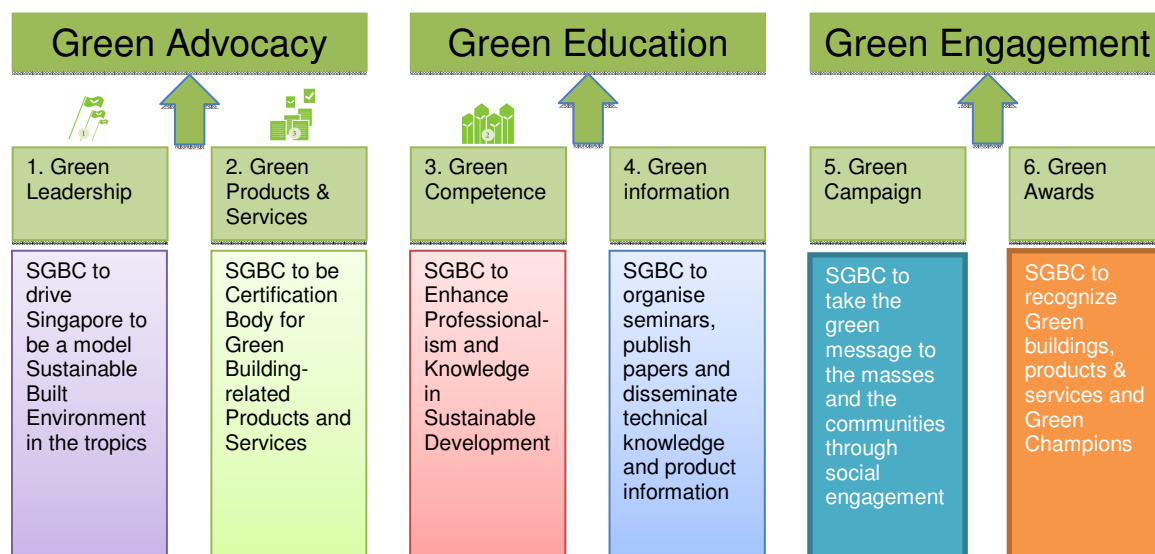 Green Advocacy
Green Education
Green Engagement
1
3
2
1. Green
Leadership
2. Green
Products &
Services
3. Green
Competence
4. Green
information
5. Green
Campaign
6. Green
Awards
SGBC to
drive
Singapore to
be a model
Sustainable
Built
Environment
in the tropics
SGBC to be
Certification
Body for
Green
Building-
related
Products and
Services
SGBC to
Enhance
Professional-
ism and
Knowledge
in
Sustainable
Development
SGBC to
organise
seminars,
publish
papers and
disseminate
technical
knowledge
and product
information
SGBC to
take the
green
message to
the masses
and the
communities
through
social
engagement
SGBC to
recognize
Green
buildings,
products &
services and
Green
Champions